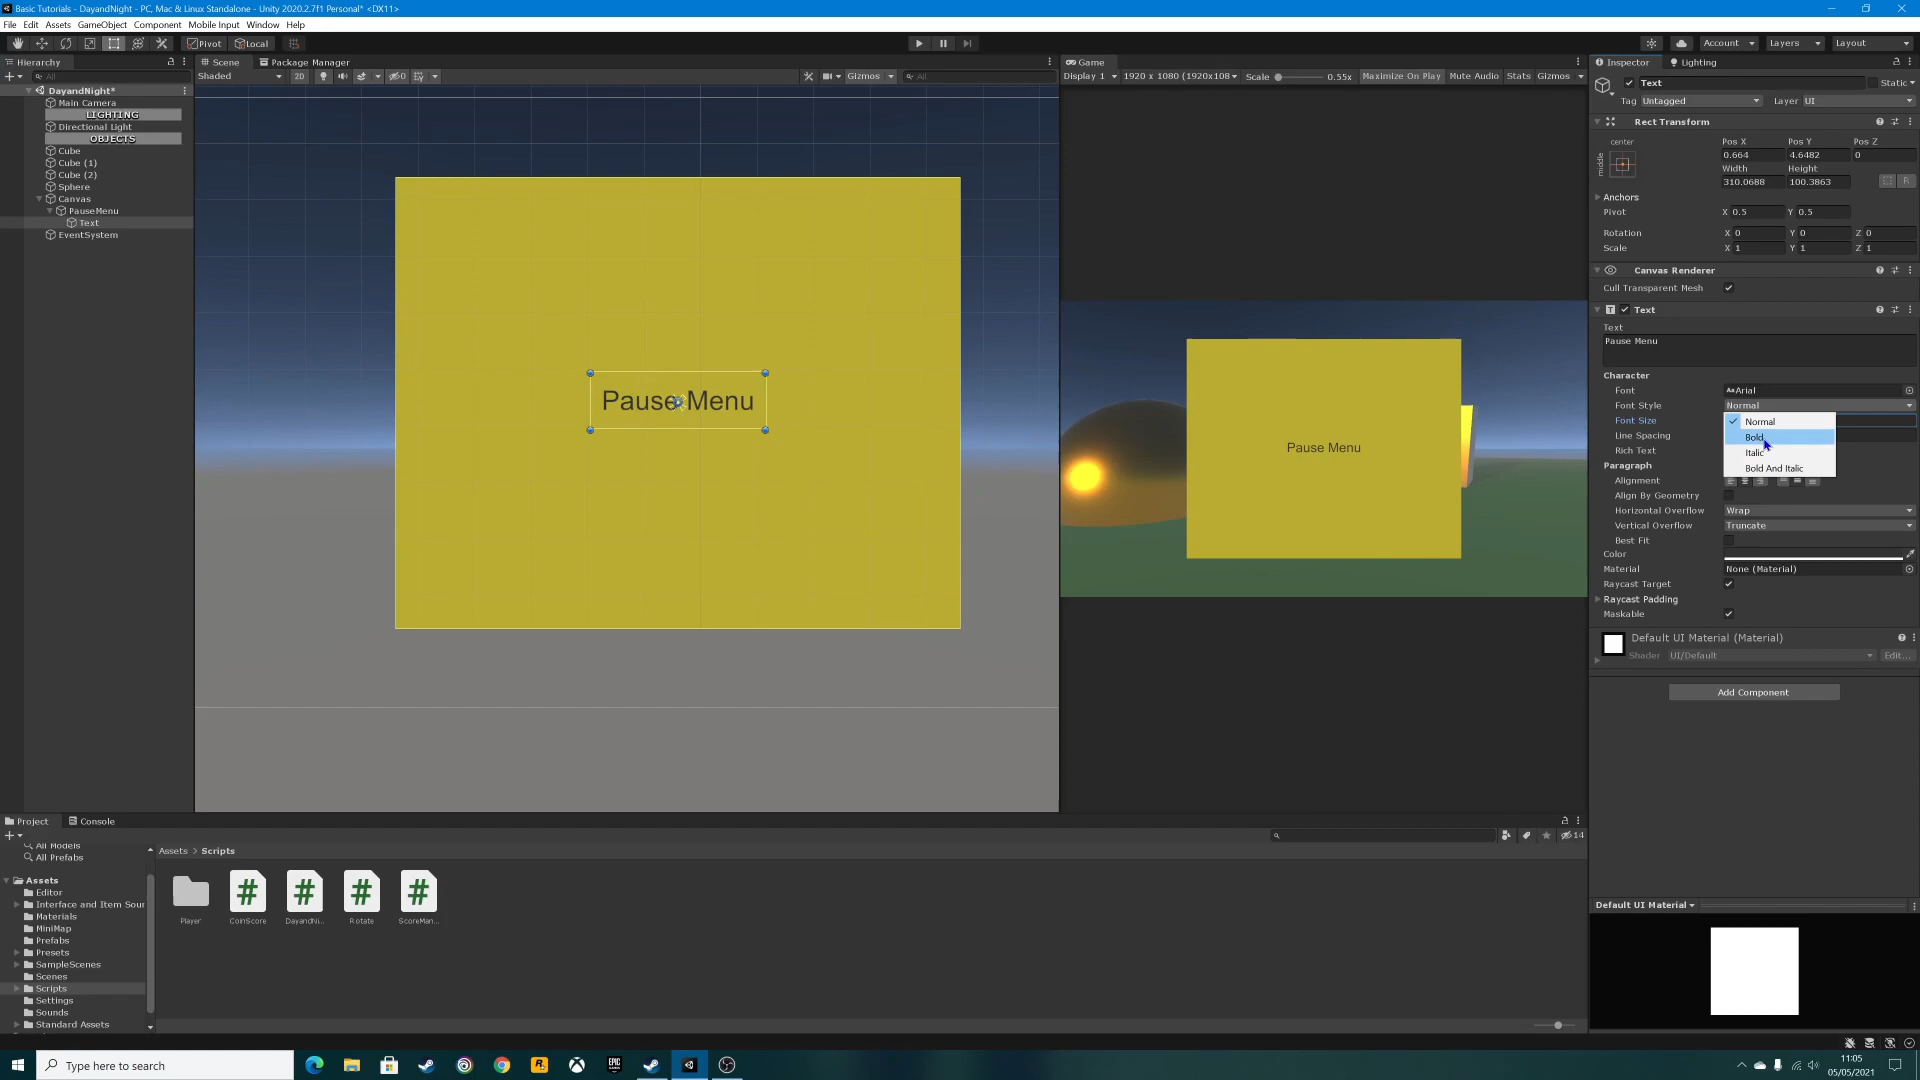 Basic Tutorials - DayandNight - PC, Mac & Linux Standalone - Unity 2020.2.7f1 Personal* <DX11>
File Edit Assets GameObject Component Mobile Input Window Help
Pivot Local Account Layers Layout
Hierarchy
All
DayandNight*
Main Camera
LIGHTING
Directional Light
OBJECTS
Cube
Cube (1)
Cube (2)
Sphere
Canvas
PauseMenu
Text
EventSystem
Scene Package Manager
Shaded 2D 0 Gizmos All
Pause Menu
Game
Display 1 1920 x 1080 (1920x108 Scale 0.55x Maximize On Play Mute Audio Stats Gizmos
Pause Menu
Inspector Lighting
Text Static
Tag Untagged Layer UI
Rect Transform
center Pos X Pos Y Pos Z
middle 0.664 4.6482 0
Width Height
310.0688 100.3863 R
Anchors
Pivot X 0.5 Y 0.5
Rotation X 0 Y 0 Z 0
Scale X 1 Y 1 Z 1
Canvas Renderer
Cull Transparent Mesh
Text
Text
Pause Menu
Character
Font Arial
Font Style Normal
Font Size
Line Spacing
Rich Text
Normal
Bold
Italic
Bold And Italic
Paragraph
Alignment
Align By Geometry
Horizontal Overflow Wrap
Vertical Overflow Truncate
Best Fit
Color
Material None (Material)
Raycast Target
Raycast Padding
Maskable
Default UI Material (Material)
Shader UI/Default Edit...
Add Component
Default UI Material
Project Console
14
All Models
All Prefabs
Assets
Editor
Interface and Item Sour
Materials
MiniMap
Prefabs
Presets
SampleScenes
Scenes
Scripts
Settings
Sounds
Standard Assets
Assets > Scripts
Player CoinScore DayandNi... Rotate ScoreMan...
Type here to search
EPIC GAMES
11:05
05/05/2021